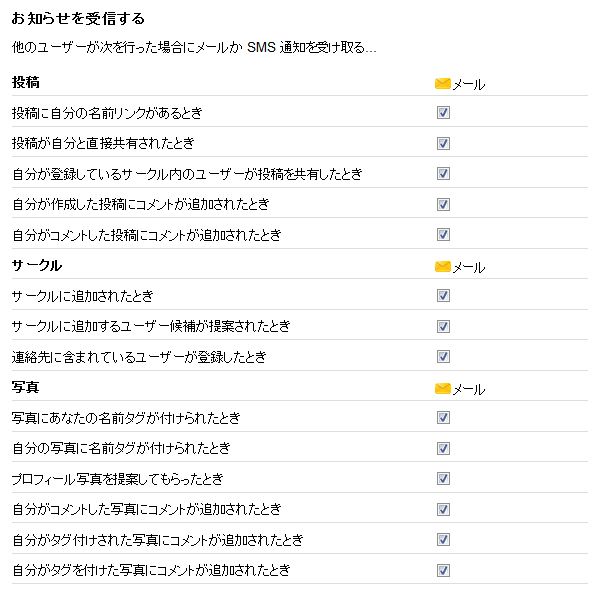 お知らせを受信する
他のユーザーが次を行った場合にメールか SMS 通知を受け取る...
投稿 メール
投稿に自分の名前リンクがあるとき
投稿が自分と直接共有されたとき
自分が登録しているサークル内のユーザーが投稿を共有したとき
自分が作成した投稿にコメントが追加されたとき
自分がコメントした投稿にコメントが追加されたとき
サークル メール
サークルに追加されたとき
サークルに追加するユーザー候補が提案されたとき
連絡先に含まれているユーザーが登録したとき
写真 メール
写真にあなたの名前タグが付けられたとき
自分の写真に名前タグが付けられたとき
プロフィール写真を提案してもらったとき
自分がコメントした写真にコメントが追加されたとき
自分がタグ付けされた写真にコメントが追加されたとき
自分がタグを付けた写真にコメントが追加されたとき